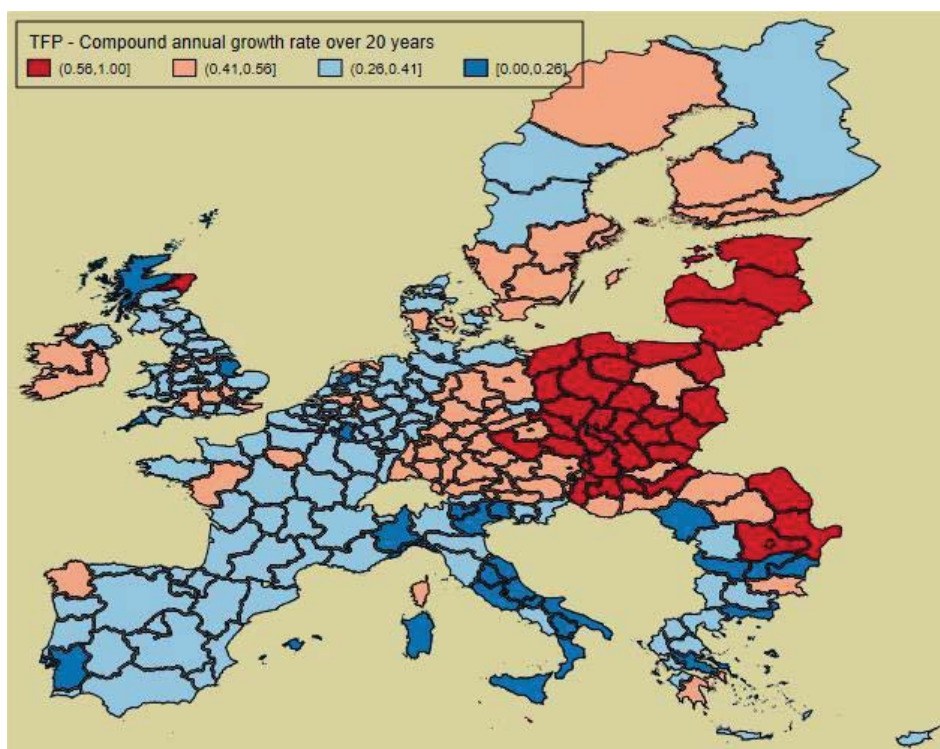 TFP - Compound annual growth rate over 20 years
(0.56,1.00] (0.41,0.56] (0.26,0.41] [0.00,0.26]